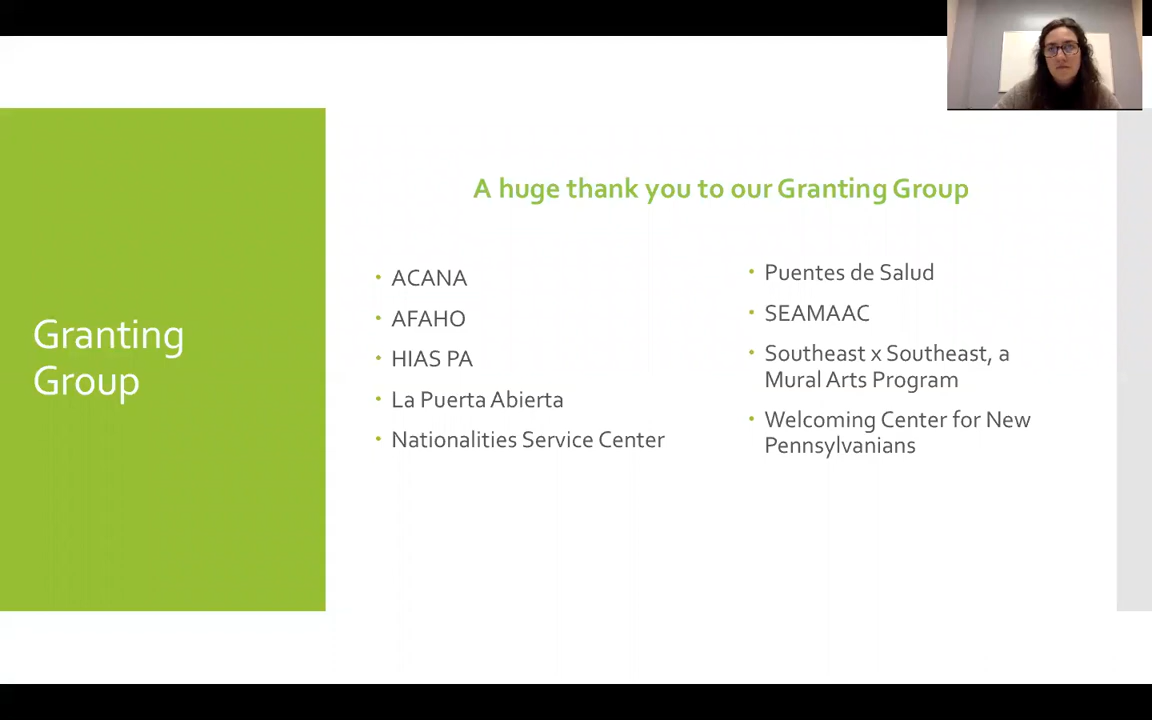 Granting
Group
A huge thank you to our Granting Group
• ACANA
• AFAHO
• HIAS PA
• La Puerta Abierta
• Nationalities Service Center
• Puentes de Salud
• SEAMAAC
• Southeast x Southeast, a
Mural Arts Program
• Welcoming Center for New
Pennsylvanians